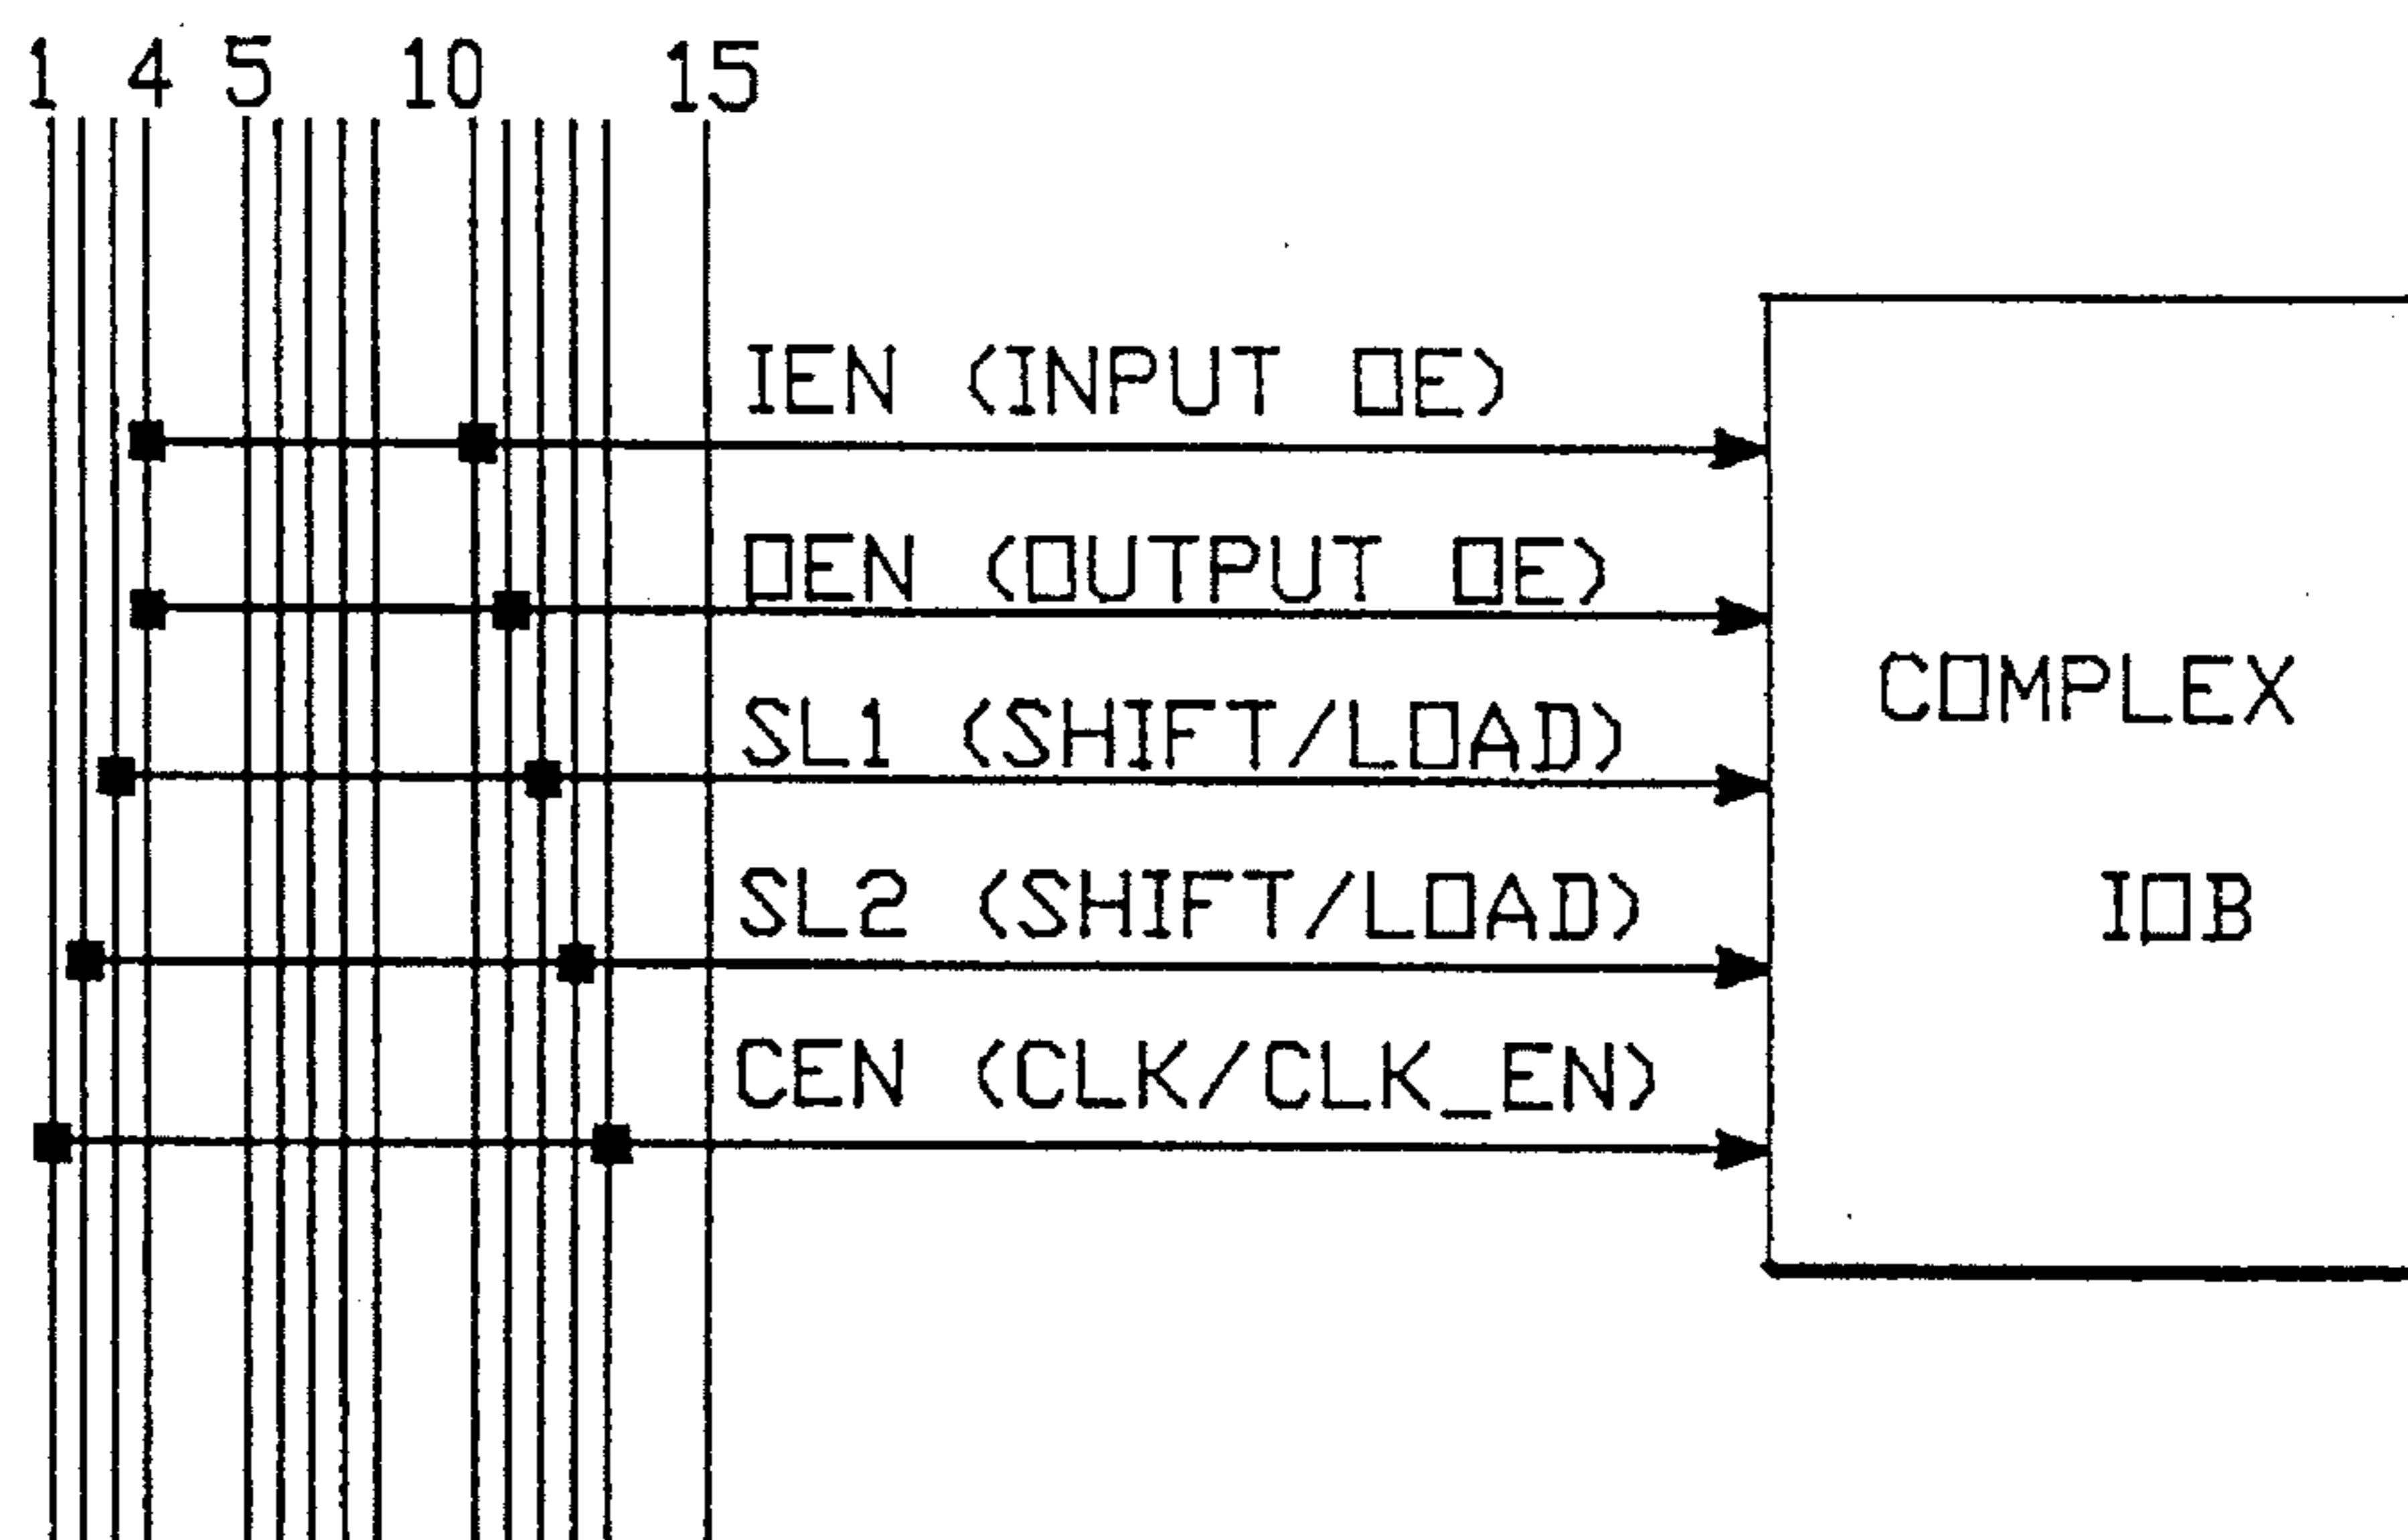 1 4 5 10 15
IEN (INPUT OE)
OEN (OUTPUT OE)
SL1 (SHIFT/LOAD)
COMPLEX
SL2 (SHIFT/LOAD)
IOB
CEN (CLK/CLK_EN)